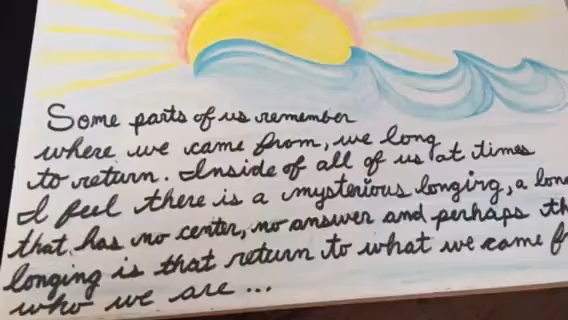 Some parts of us remember
where we came from, we long
to return. Inside of all of us at times
I feel there is a mysterious longing, a
that has no center, no answer and perhaps
longing is that return to what we came
who we are ...